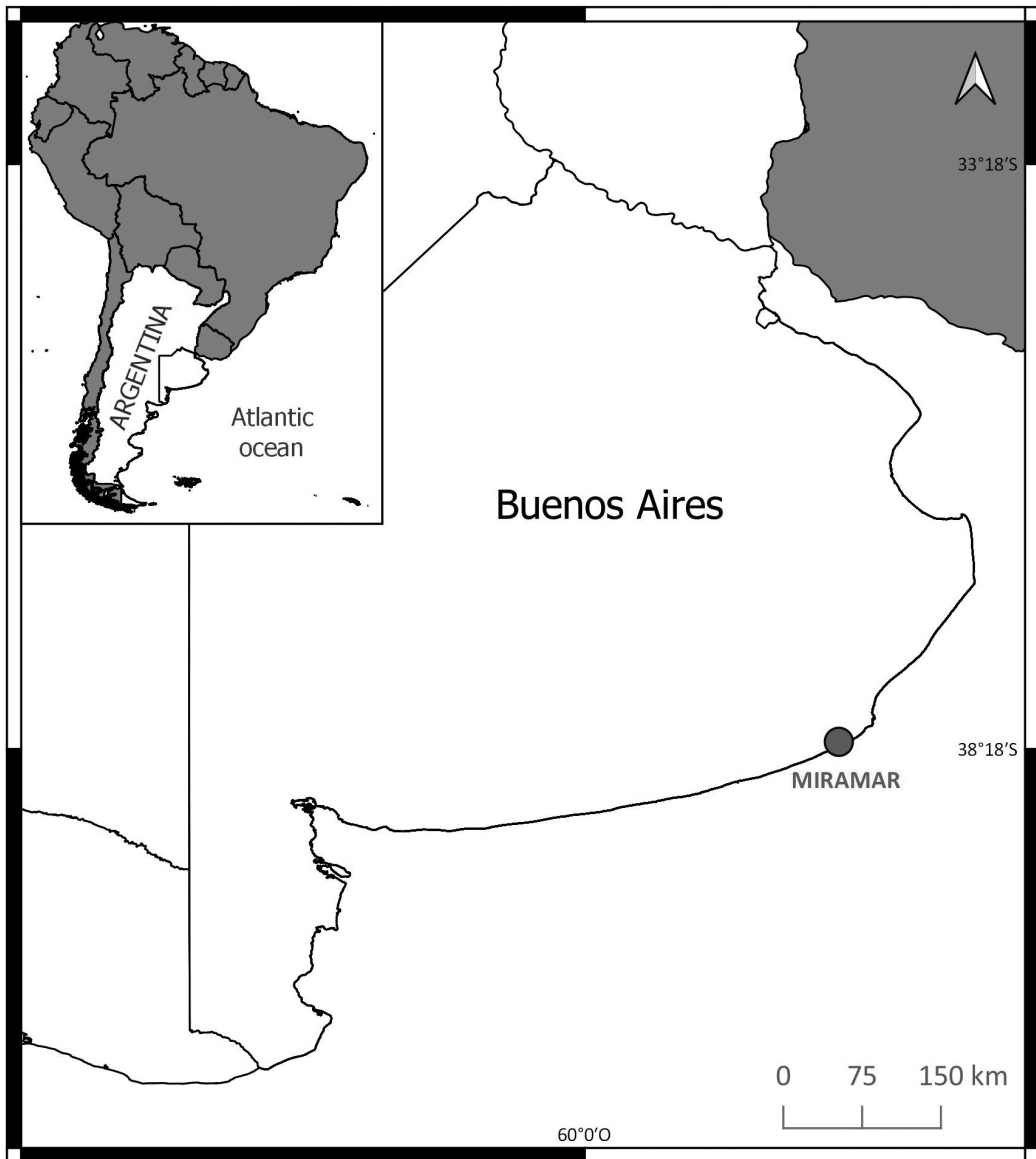 33°18'S
ARGENTINA
Atlantic
ocean
Buenos Aires
38°18'S
MIRAMAR
0 75 150 km
60°0'O